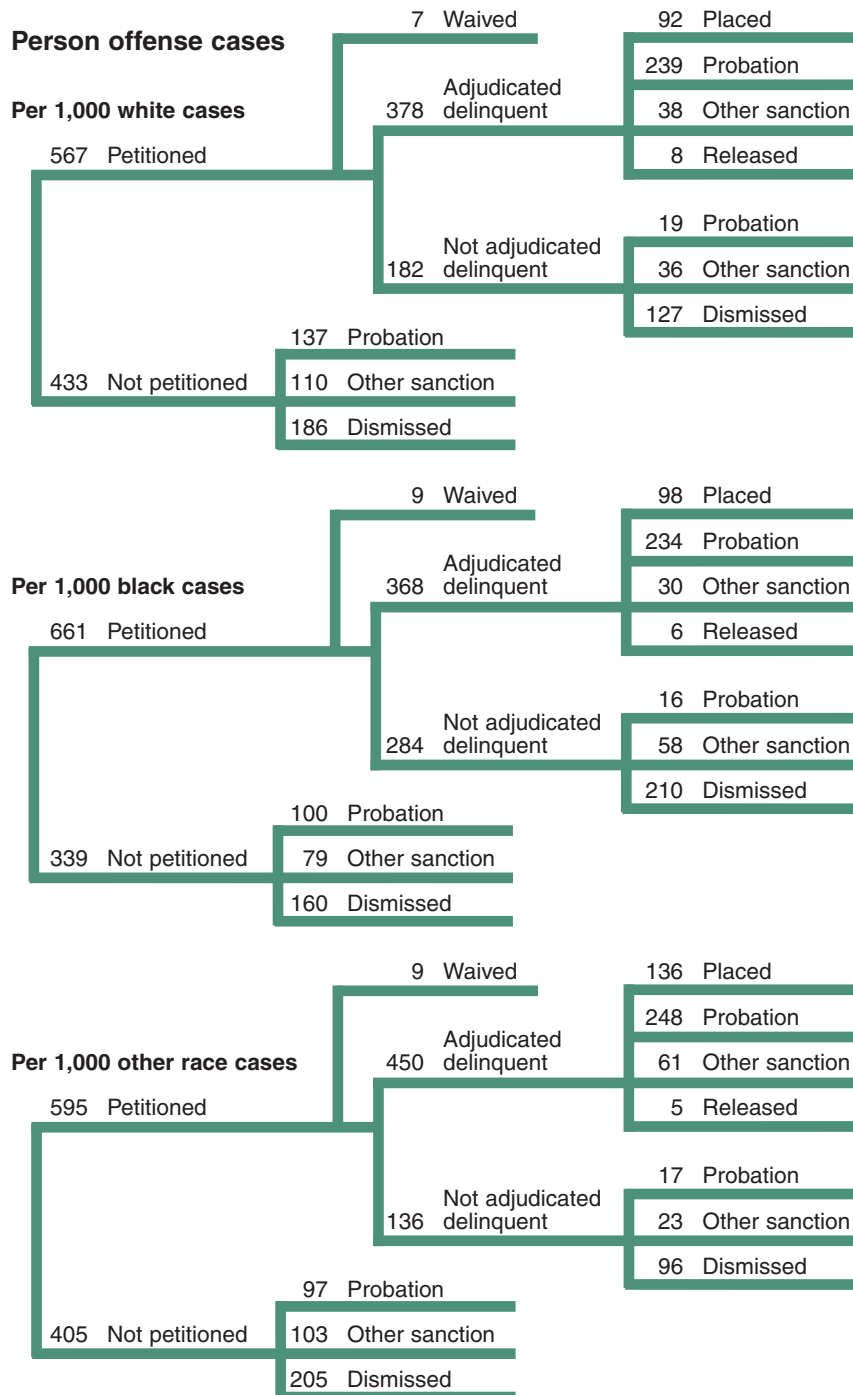 Person offense cases
Per 1,000 white cases
567 Petitioned
7 Waived
378 Adjudicated
delinquent
92 Placed
239 Probation
38 Other sanction
8 Released
182 Not adjudicated
delinquent
19 Probation
36 Other sanction
127 Dismissed
433 Not petitioned
137 Probation
110 Other sanction
186 Dismissed
Per 1,000 black cases
661 Petitioned
9 Waived
368 Adjudicated
delinquent
98 Placed
234 Probation
30 Other sanction
6 Released
284 Not adjudicated
delinquent
16 Probation
58 Other sanction
210 Dismissed
339 Not petitioned
100 Probation
79 Other sanction
160 Dismissed
Per 1,000 other race cases
595 Petitioned
9 Waived
450 Adjudicated
delinquent
136 Placed
248 Probation
61 Other sanction
5 Released
136 Not adjudicated
delinquent
17 Probation
23 Other sanction
96 Dismissed
405 Not petitioned
97 Probation
103 Other sanction
205 Dismissed